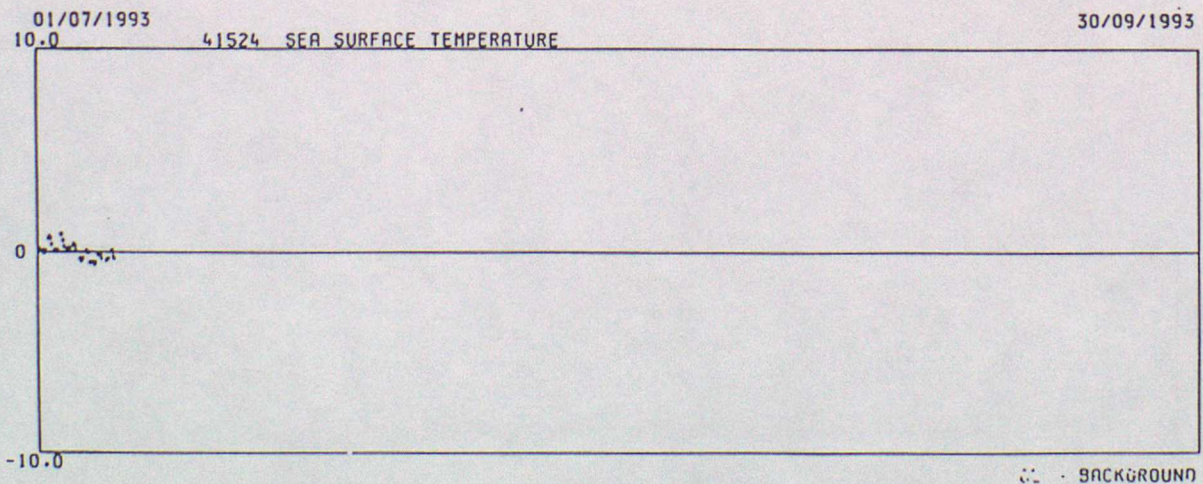 01/07/1993 30/09/1993
10.0 41524 SEA SURFACE TEMPERATURE
0
-10.0
- BACKGROUND